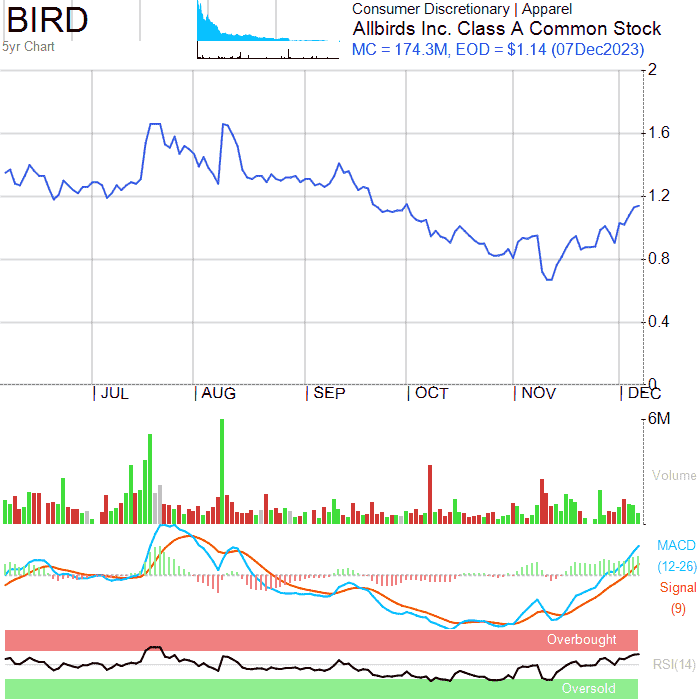 BIRD
5yr Chart
Consumer Discretionary | Apparel
Allbirds Inc. Class A Common Stock
MC = 174.3M, EOD = $1.14 (07Dec2023)
2
1.6
1.2
0.8
0.4
0
JUL AUG SEP OCT NOV DEC
6M
Volume
MACD
(12-26)
Signal
(9)
Overbought
RSI(14)
Oversold